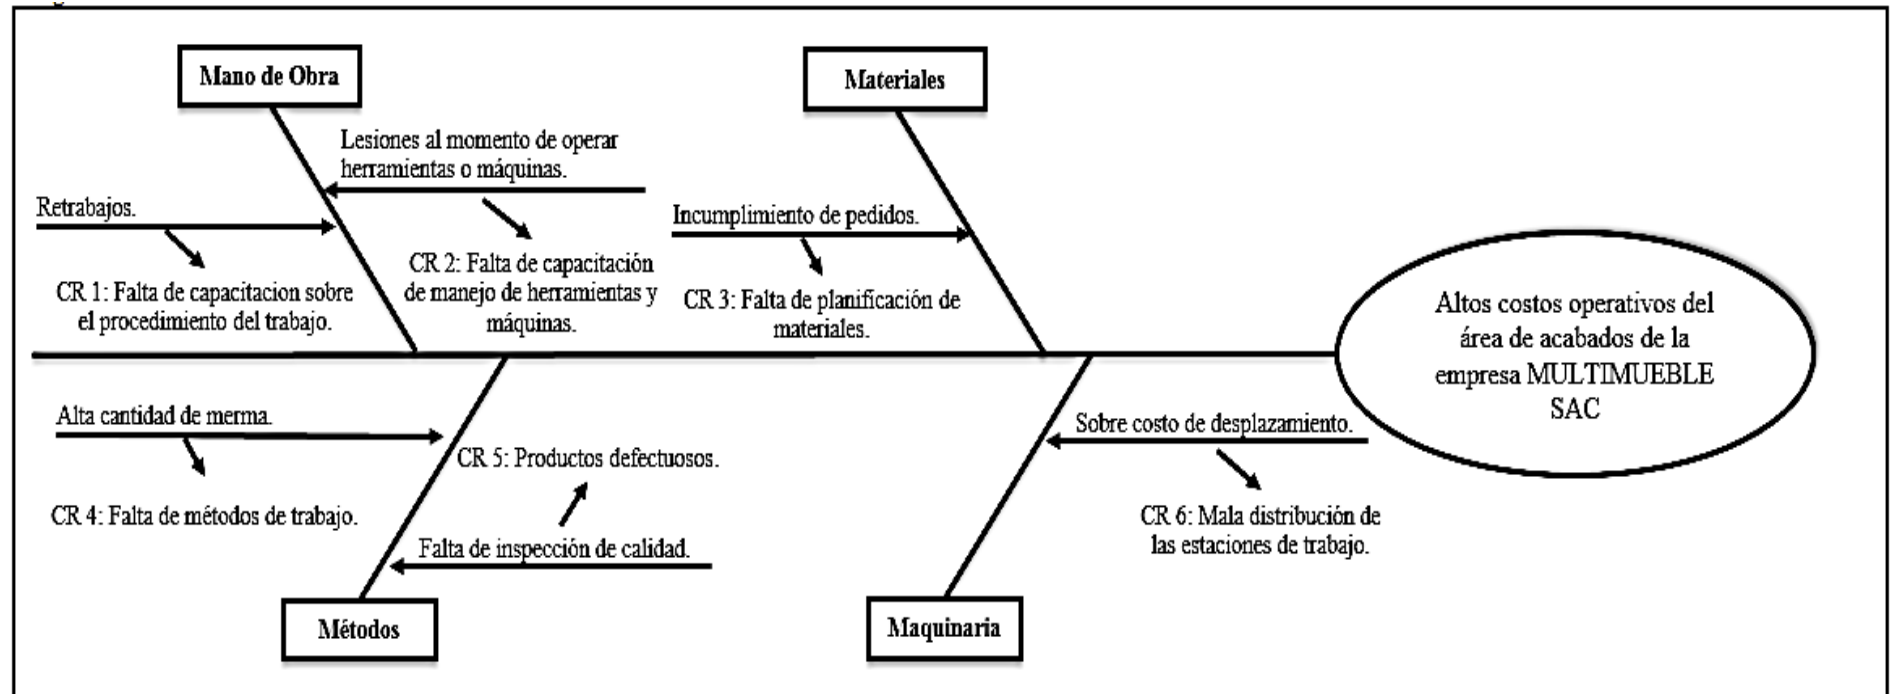 Mano de Obra
Materiales
Lesiones al momento de operar
herramientas o máquinas.
Retrabajos.
Incumplimiento de pedidos.
CR 2: Falta de capacitación
de manejo de herramientas y
máquinas.
CR 1: Falta de capacitacion sobre
el procedimiento del trabajo.
CR 3: Falta de planificación de
materiales.
Altos costos operativos del
área de acabados de la
empresa MULTIMUEBLE
SAC
Alta cantidad de merma.
Sobre costo de desplazamiento.
CR 5: Productos defectuosos.
CR 4: Falta de métodos de trabajo.
CR 6: Mala distribución de
las estaciones de trabajo.
Falta de inspección de calidad.
Métodos
Maquinaria